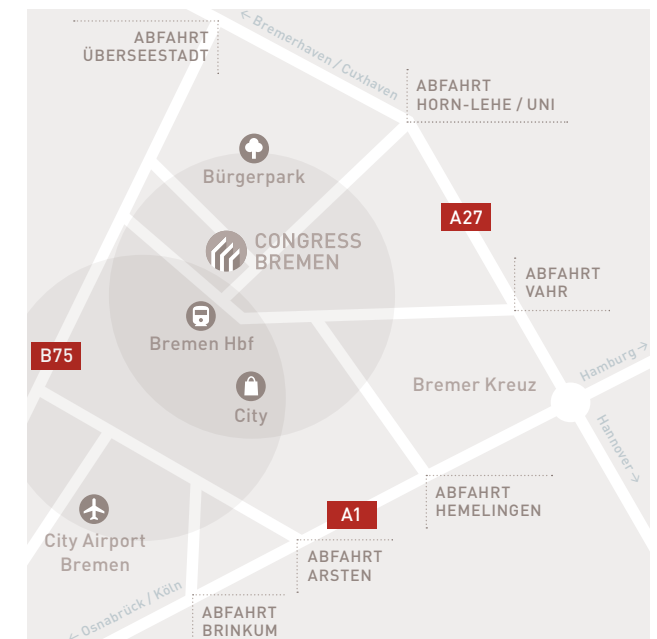 ← Bremerhaven / Cuxhaven
ABFAHRT
ÜBERSEESTADT
ABFAHRT
HORN-LEHE / UNI
Bürgerpark
A27
CONGRESS
BREMEN
ABFAHRT
VAHR
Bremen Hbf
B75
Hamburg →
Bremer Kreuz
City
Hannover →
ABFAHRT
HEMELINGEN
A1
City Airport
Bremen
ABFAHRT
ARSTEN
← Osnabrück / Köln
ABFAHRT
BRINKUM